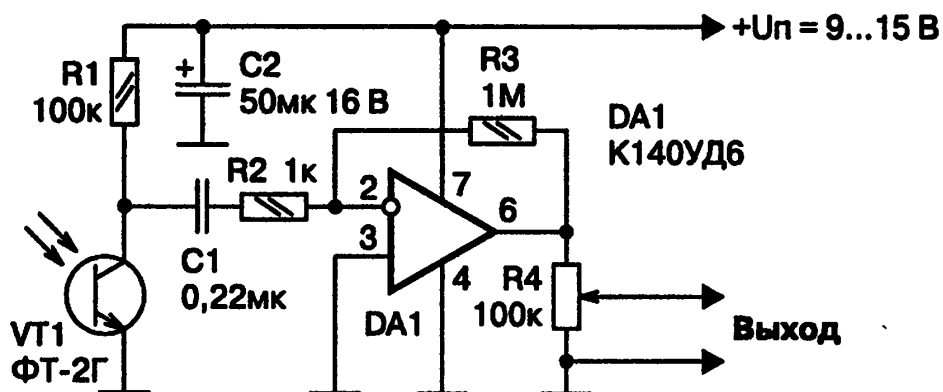 +Uп = 9...15 В
R1
100к
+
C2
50мк 16 В
R3
1М
DA1
К140УД6
R2 1к
2
7
6
3
4
C1
0,22мк
DA1
R4
100к
Выход
VT1
ФТ-2Г